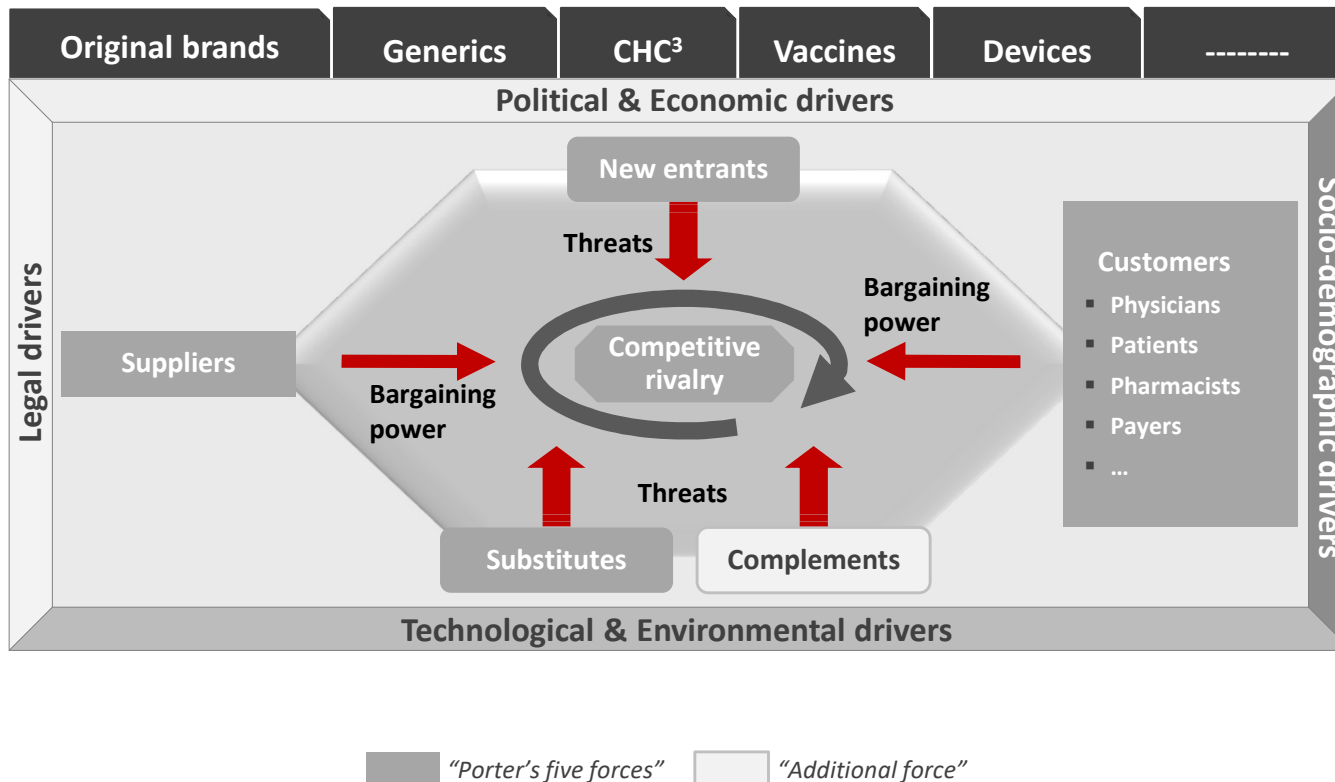 Original brands
Generics
CHC³
Vaccines
Devices
--------
Political & Economic drivers
New entrants
Threats
Legal drivers
Suppliers
Bargaining
power
Competitive
rivalry
Bargaining
power
Customers
▪ Physicians
▪ Patients
▪ Pharmacists
▪ Payers
▪ ...
Socio-demographic drivers
Threats
Substitutes
Complements
Technological & Environmental drivers
“Porter’s five forces”
“Additional force”